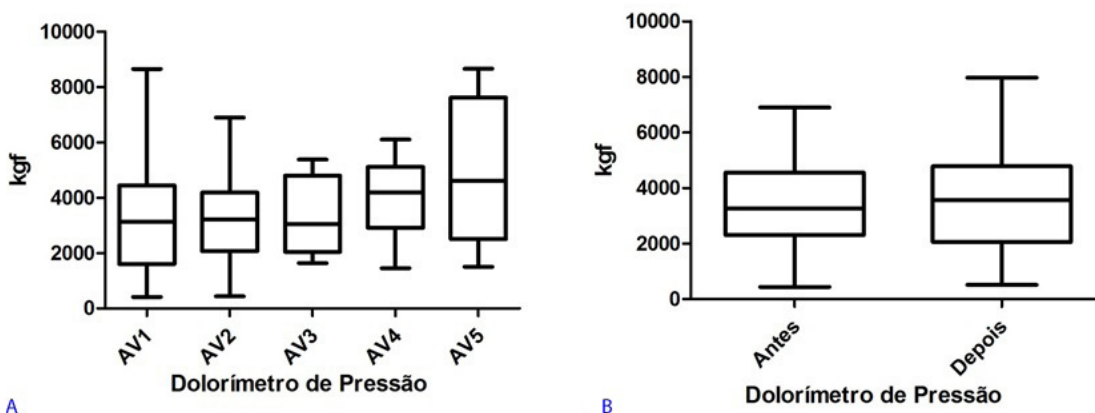 10000
8000
6000
4000
2000
0
kgf
AV1
AV2
AV3
AV4
AV5
Dolorímetro de Pressão
A
10000
8000
6000
4000
2000
0
kgf
Antes
Depois
Dolorímetro de Pressão
B